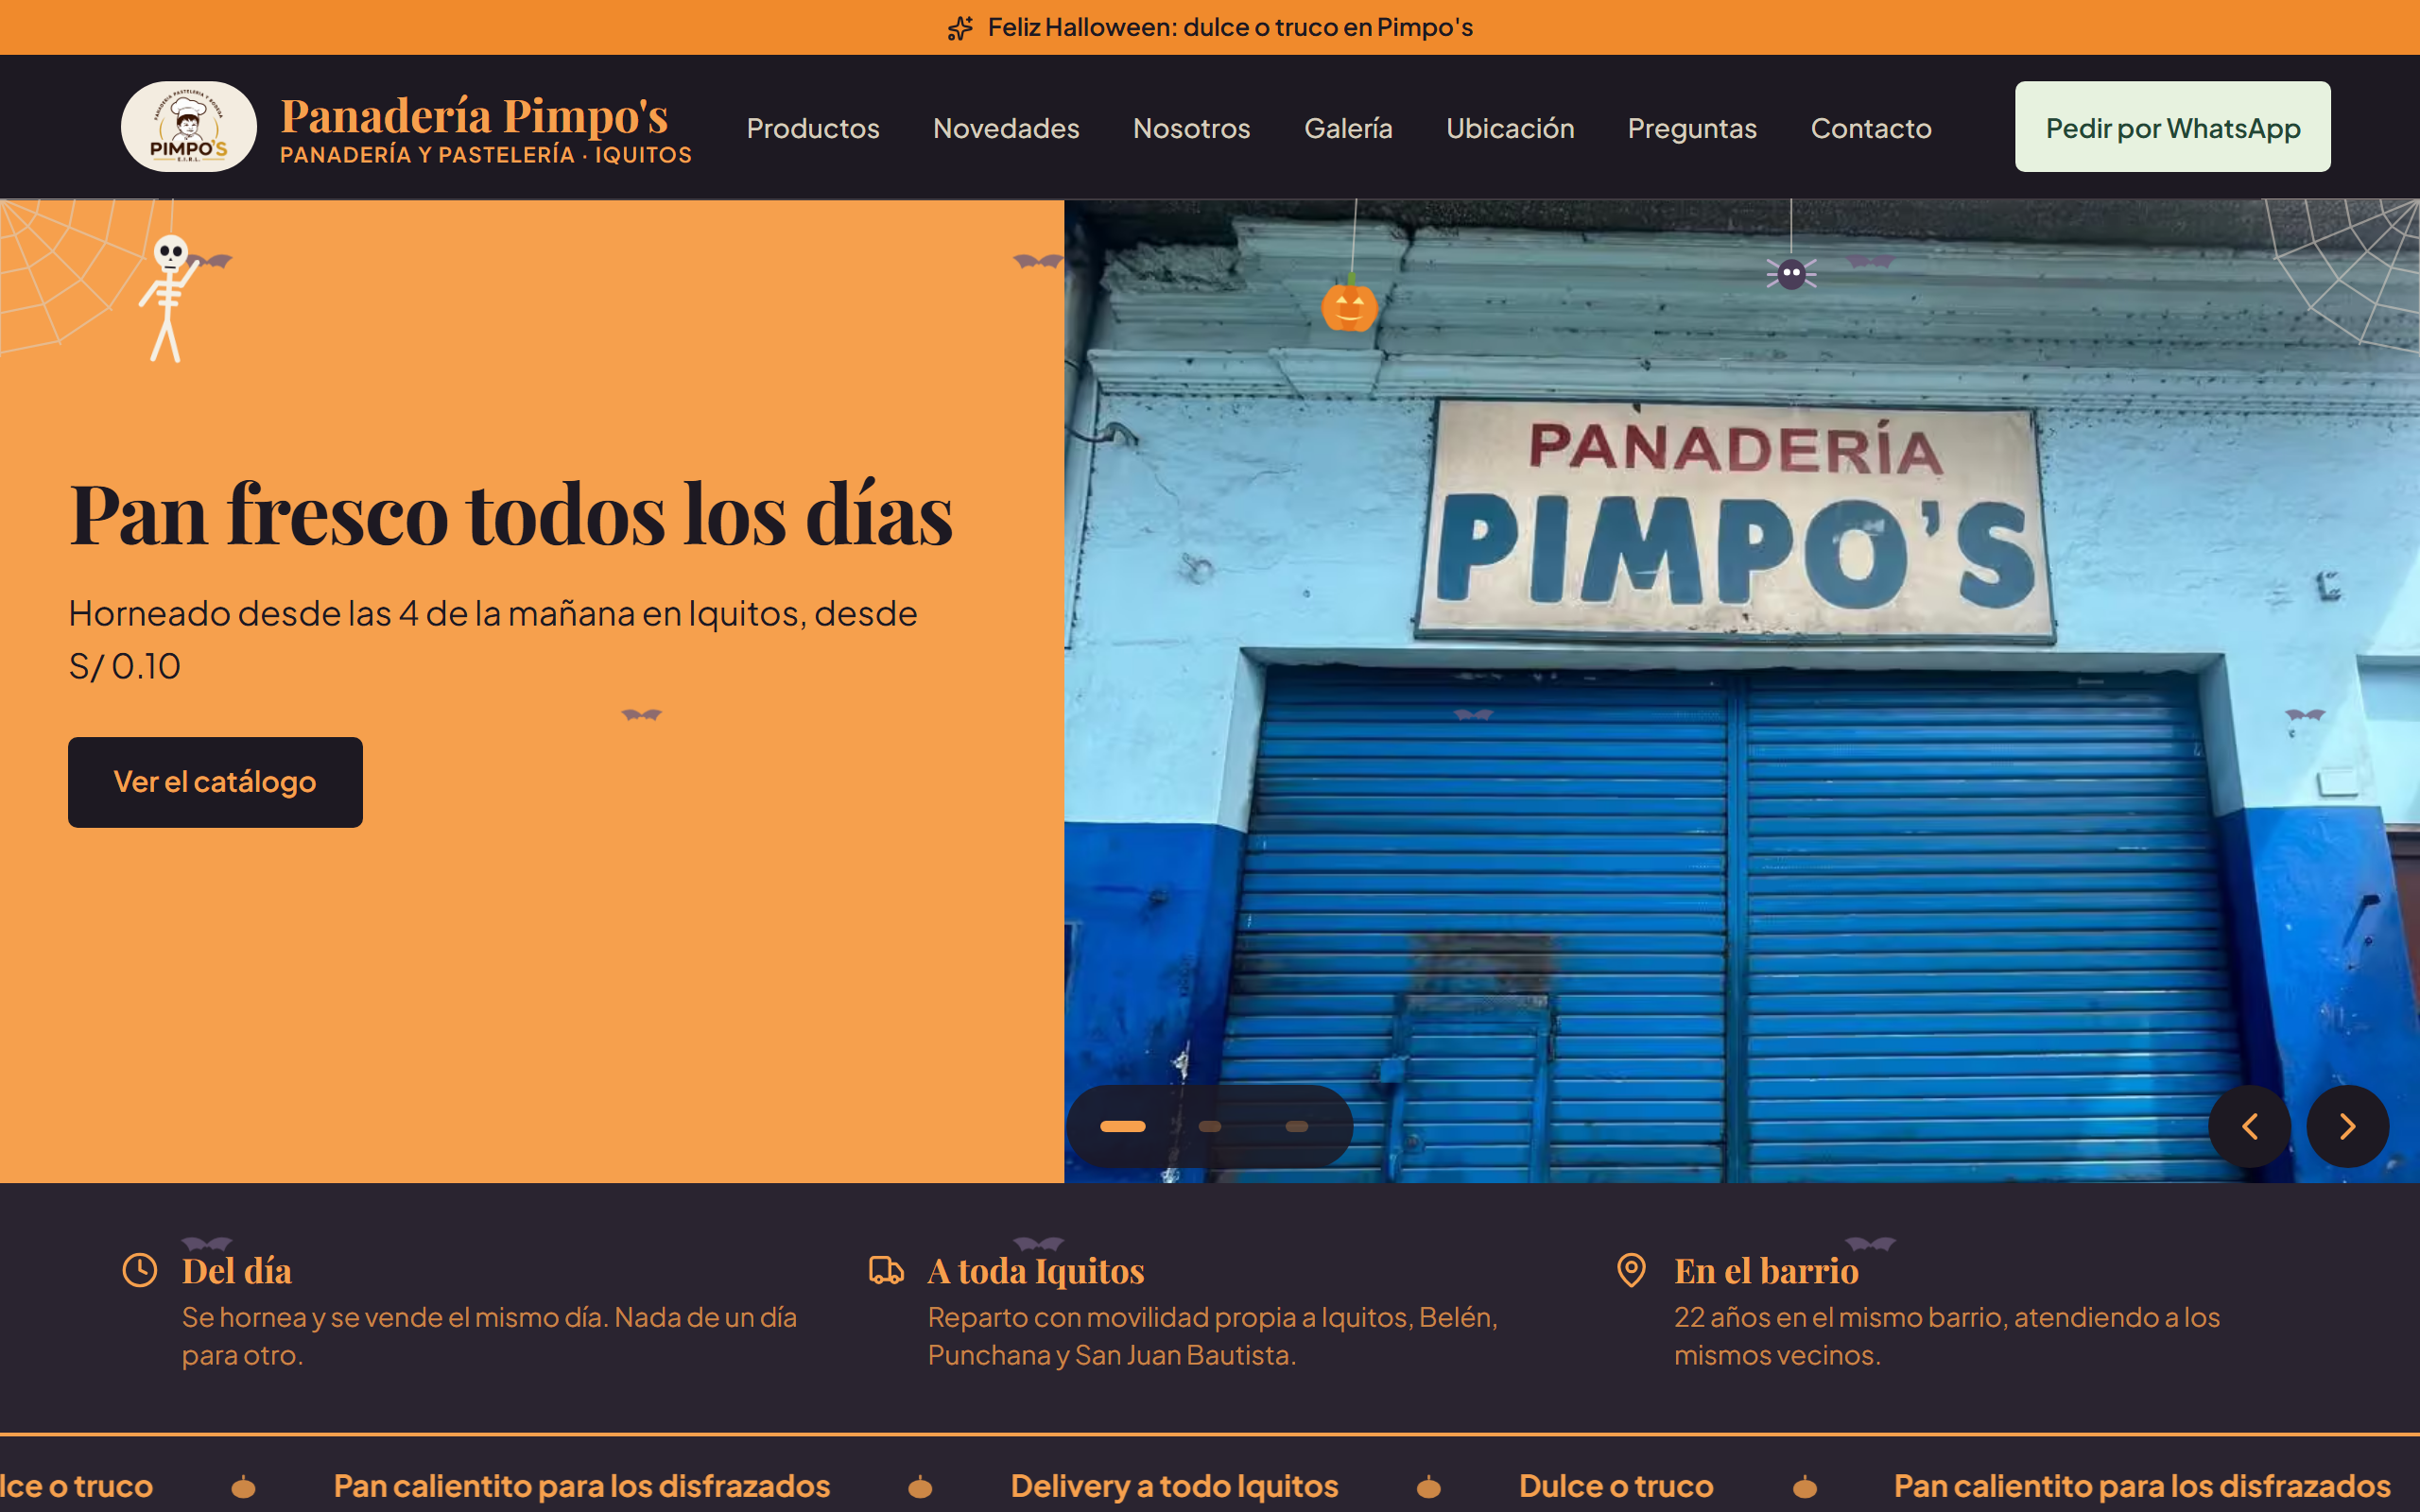 Feliz Halloween: dulce o truco en Pimpo's
PANADERÍA PASTELERÍA Y BODEGA
PIMPO'S
E.I.R.L.
Panadería Pimpo's
PANADERÍA Y PASTELERÍA · IQUITOS
Productos
Novedades
Nosotros
Galería
Ubicación
Preguntas
Contacto
Pedir por WhatsApp
Pan fresco todos los días
Horneado desde las 4 de la mañana en Iquitos, desde
S/ 0.10
Ver el catálogo
PANADERÍA
PIMPO'S
Del día
Se hornea y se vende el mismo día. Nada de un día
para otro.
A toda Iquitos
Reparto con movilidad propia a Iquitos, Belén,
Punchana y San Juan Bautista.
En el barrio
22 años en el mismo barrio, atendiendo a los
mismos vecinos.
lce o truco
Pan calientito para los disfrazados
Delivery a todo Iquitos
Dulce o truco
Pan calientito para los disfrazados